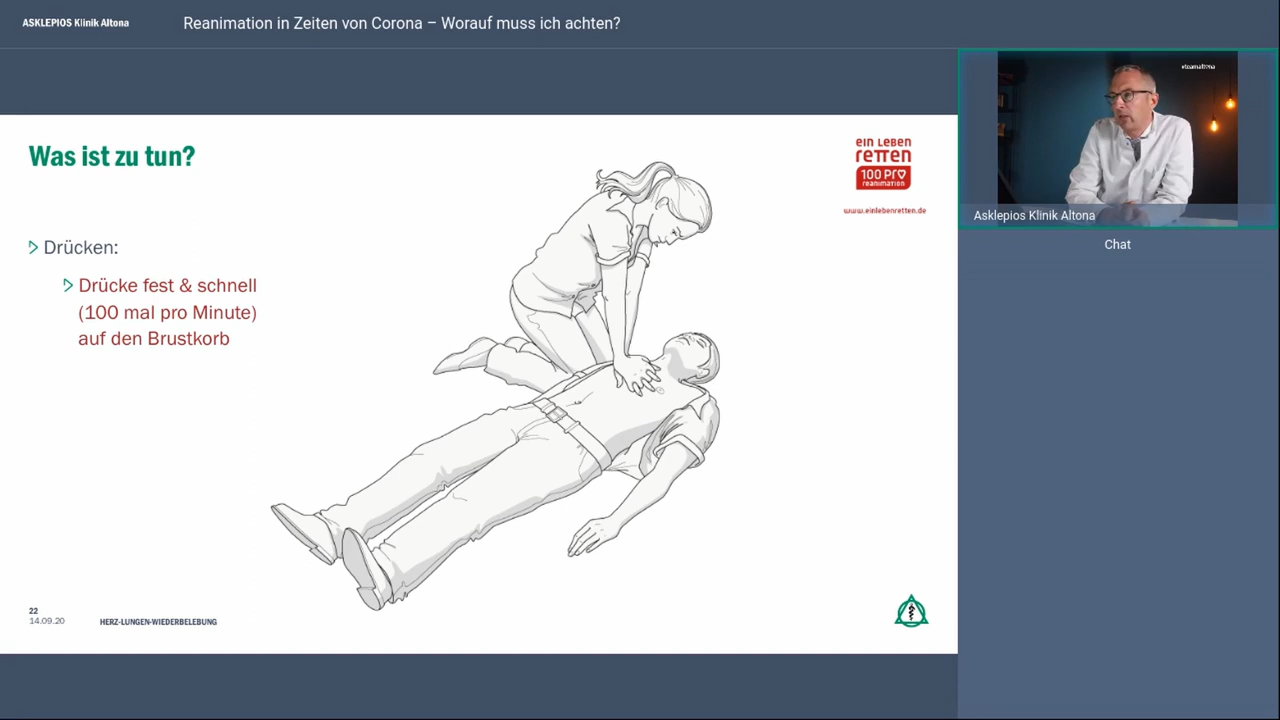 ASKLEPIOS Klinik Altona
Reanimation in Zeiten von Corona – Worauf muss ich achten?
#teamaltona
Was ist zu tun?
EIN LEBEN
RETTEN
100 PRO
reanimation
www.einlebenretten.de
Asklepios Klinik Altona
Chat
Drücken:
Drücke fest & schnell
(100 mal pro Minute)
auf den Brustkorb
22
14.09.20
HERZ-LUNGEN-WIEDERBELEBUNG